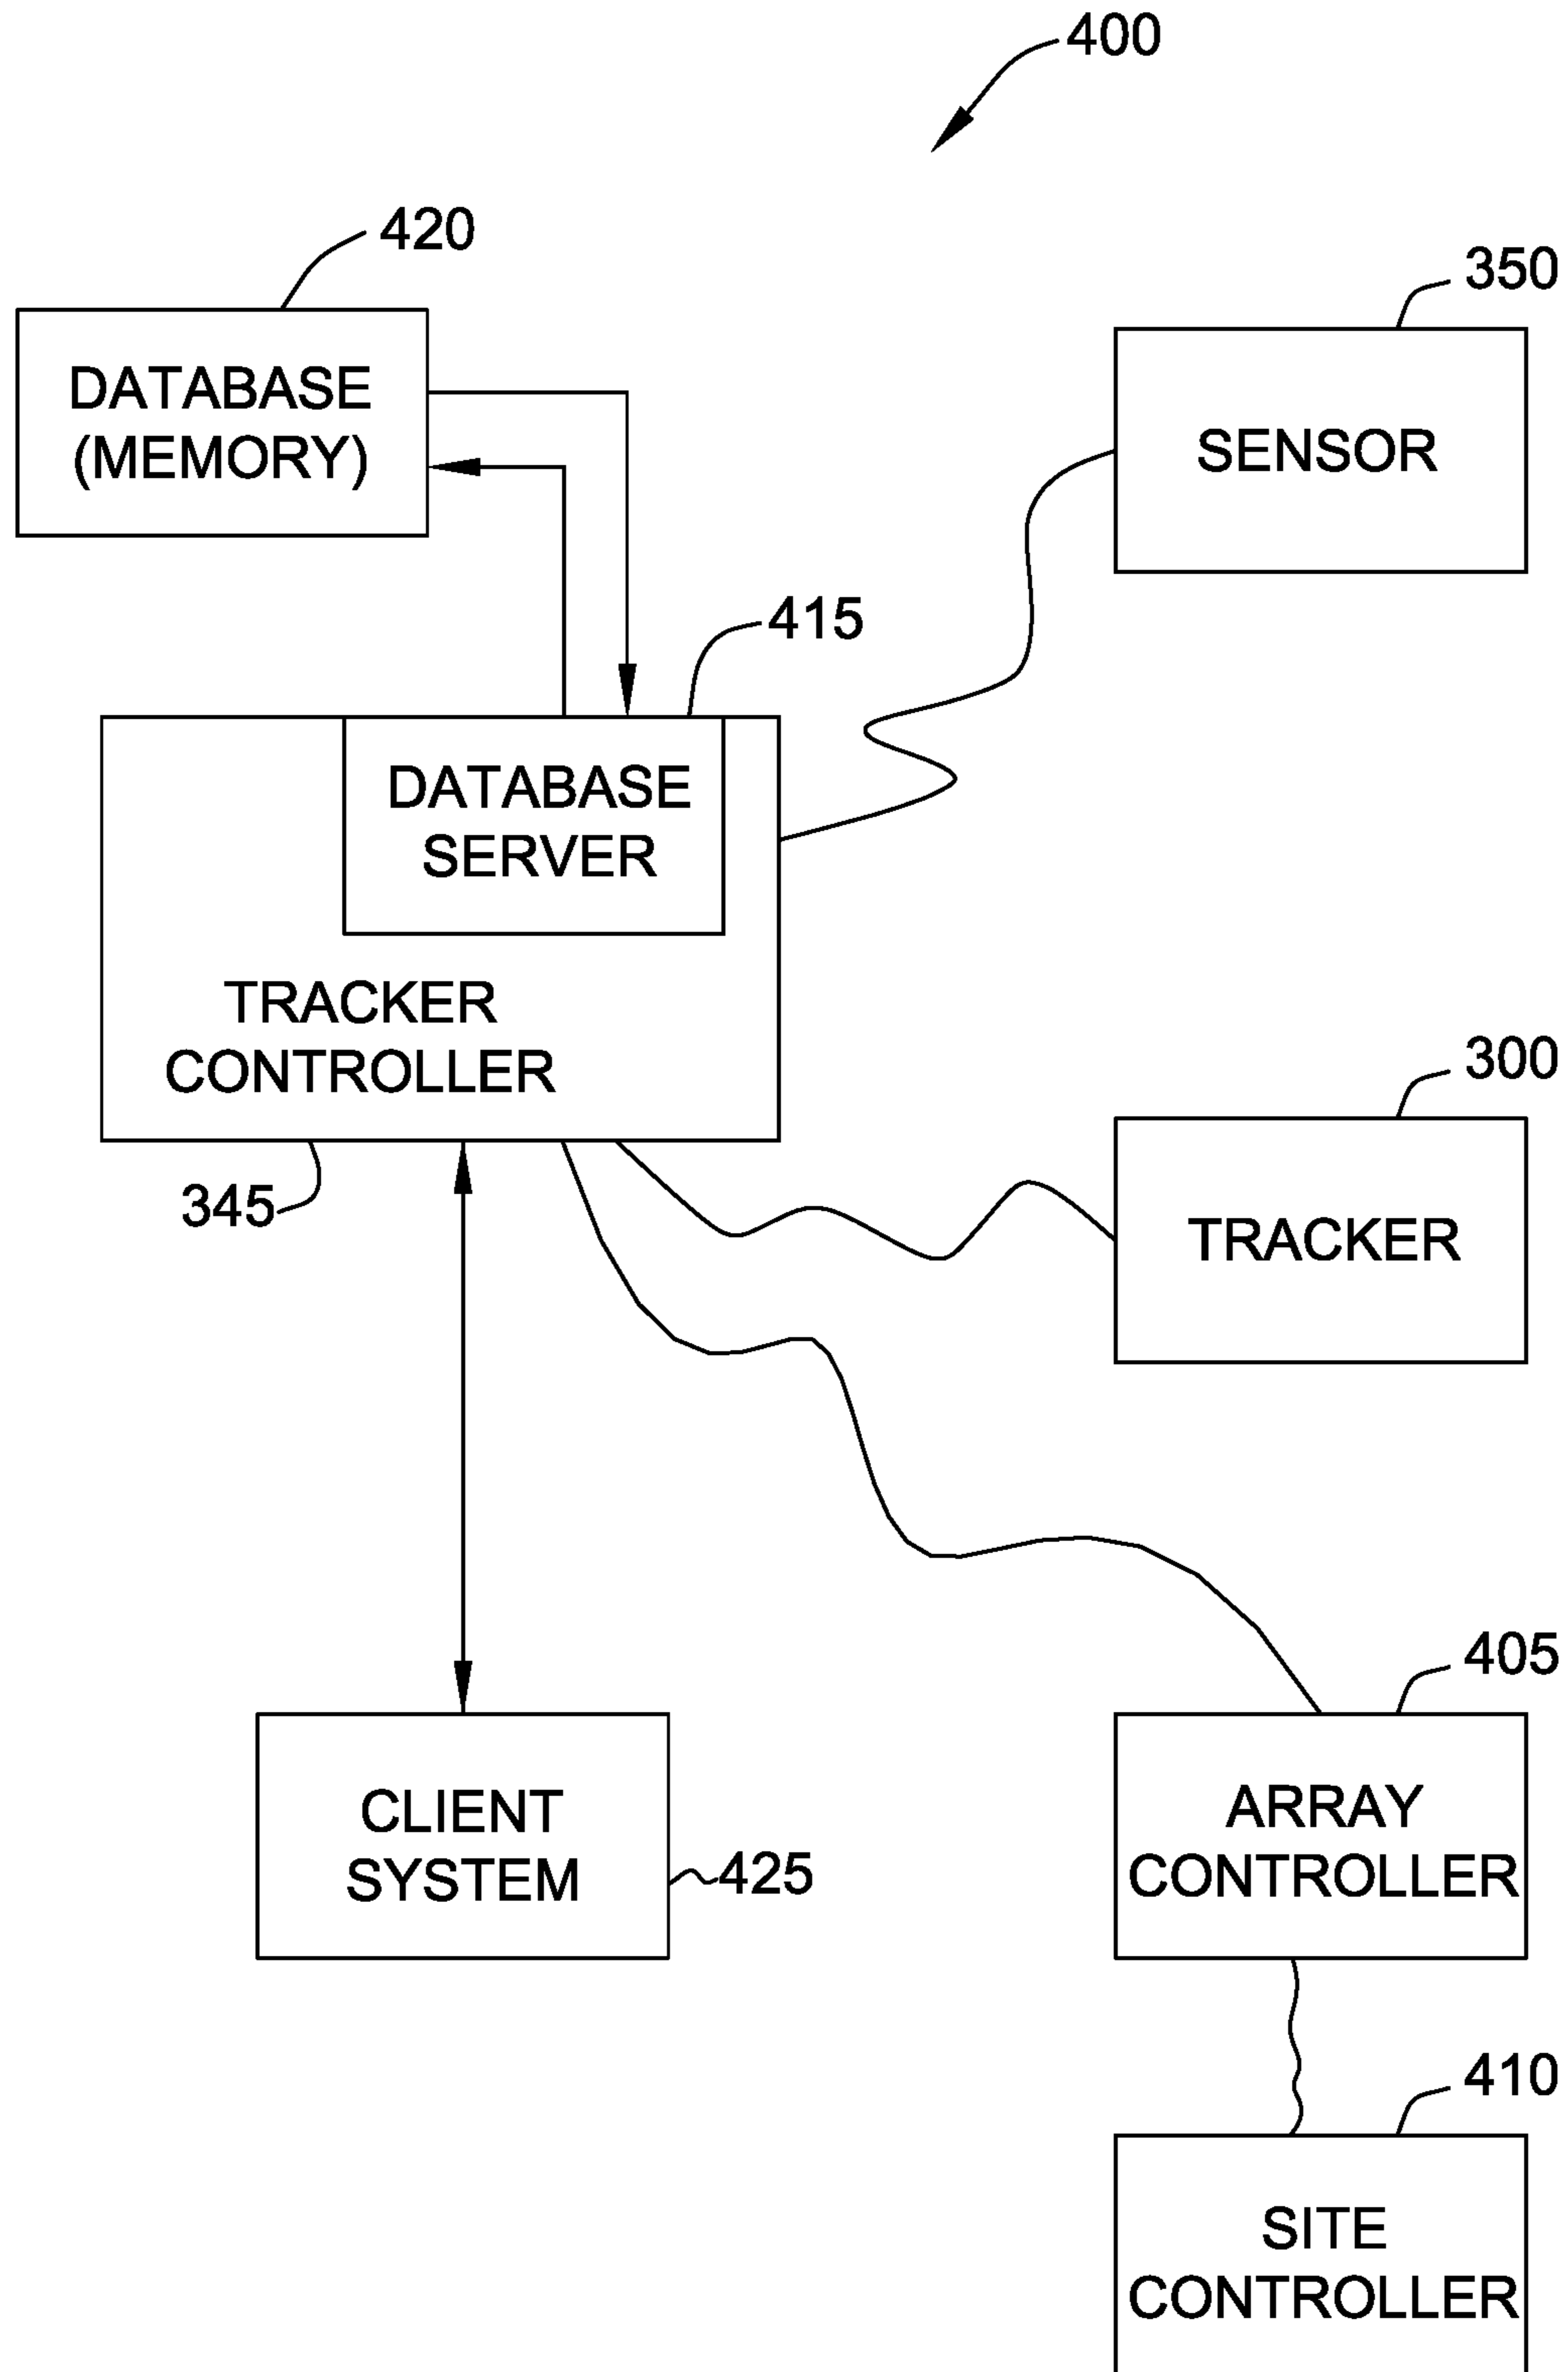 400
420
350
DATABASE
(MEMORY)
SENSOR
415
DATABASE
SERVER
TRACKER
CONTROLLER
300
345
TRACKER
405
CLIENT
SYSTEM
425
ARRAY
CONTROLLER
410
SITE
CONTROLLER